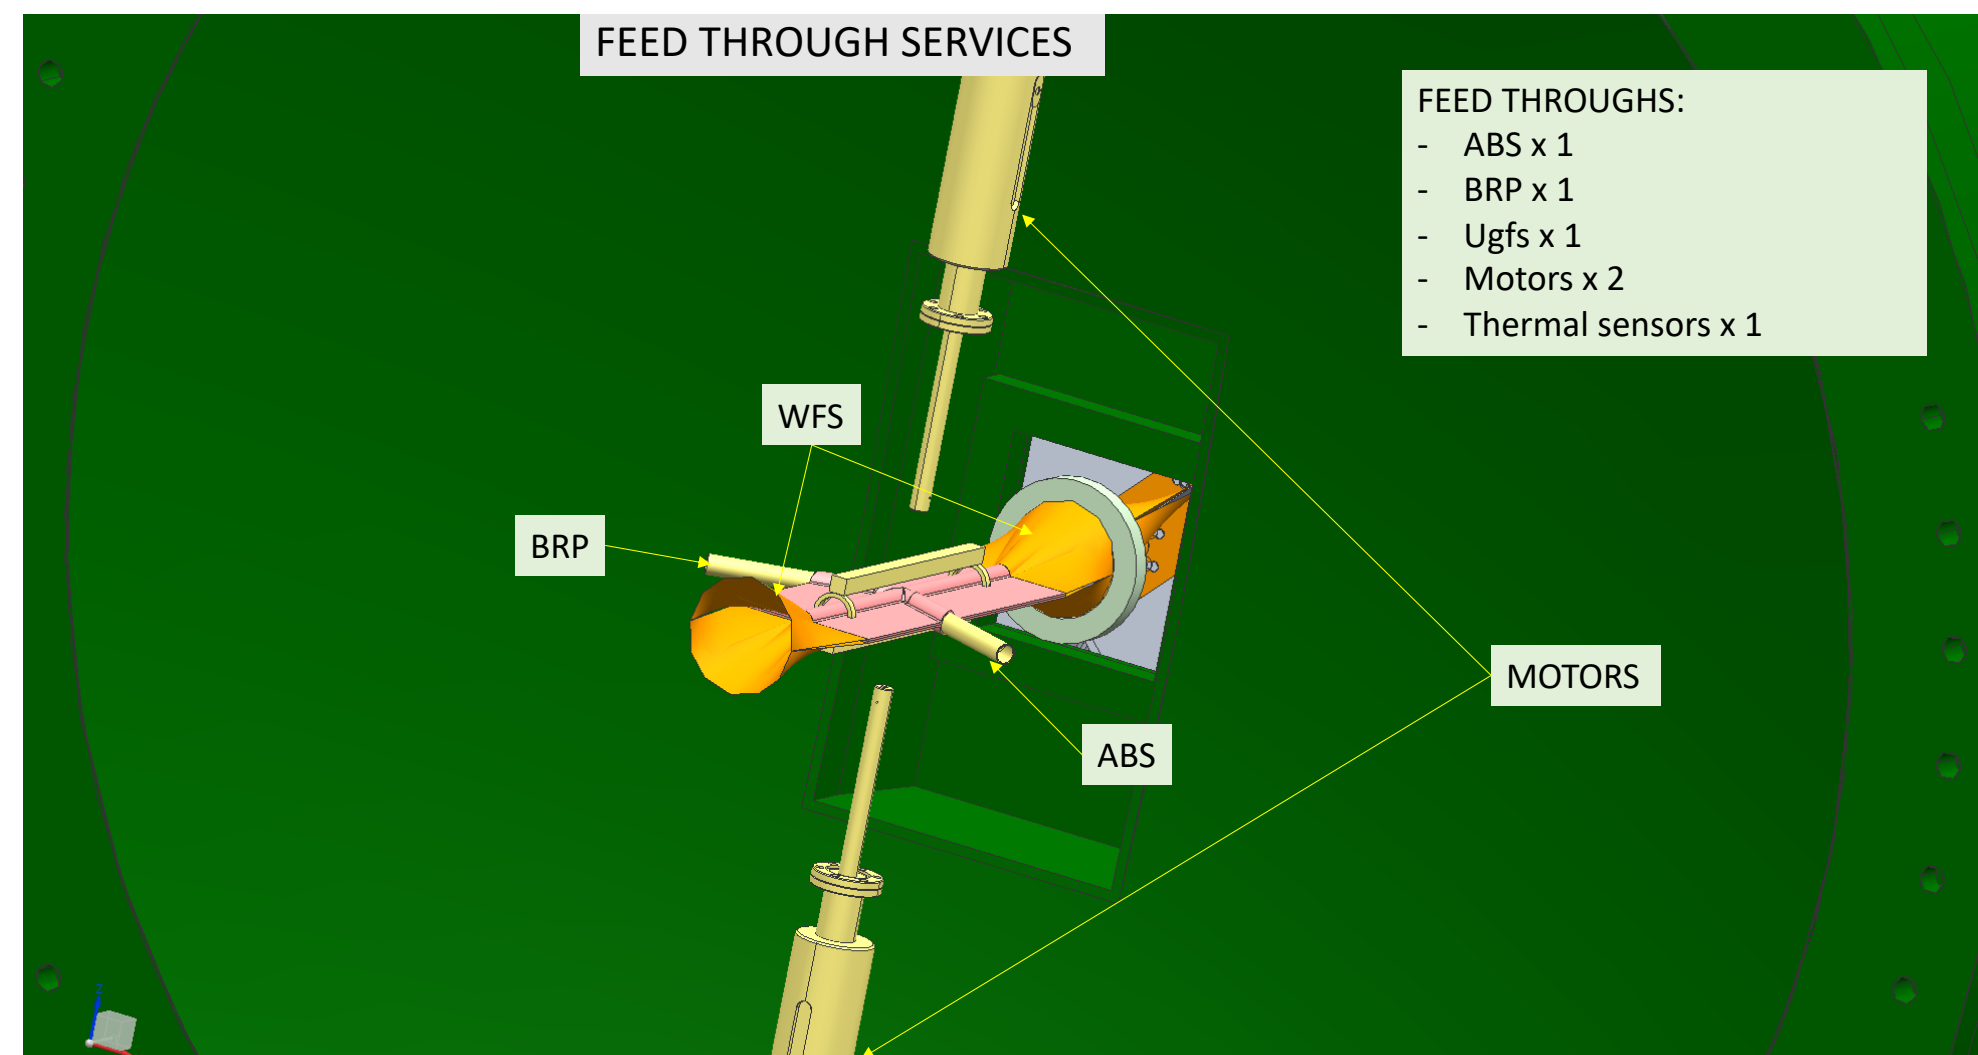 FEED THROUGH SERVICES
FEED THROUGHS:
- ABS x 1
- BRP x 1
- Ugfs x 1
- Motors x 2
- Thermal sensors x 1
WFS
BRP
MOTORS
ABS
Z